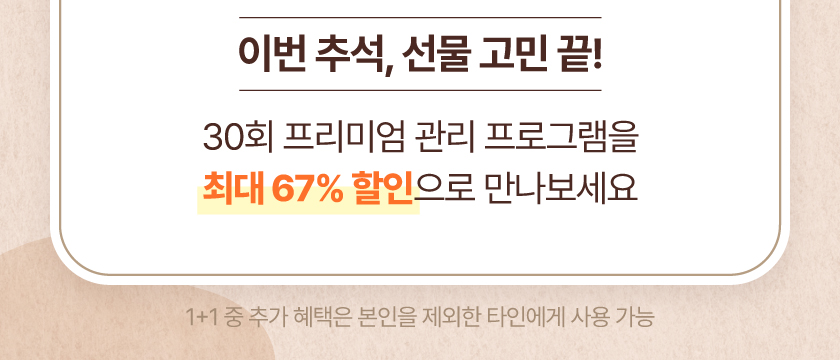 이번 추석, 선물 고민 끝!
30회 프리미엄 관리 프로그램을
최대 67% 할인으로 만나보세요
1+1 중 추가 혜택은 본인을 제외한 타인에게 사용 가능